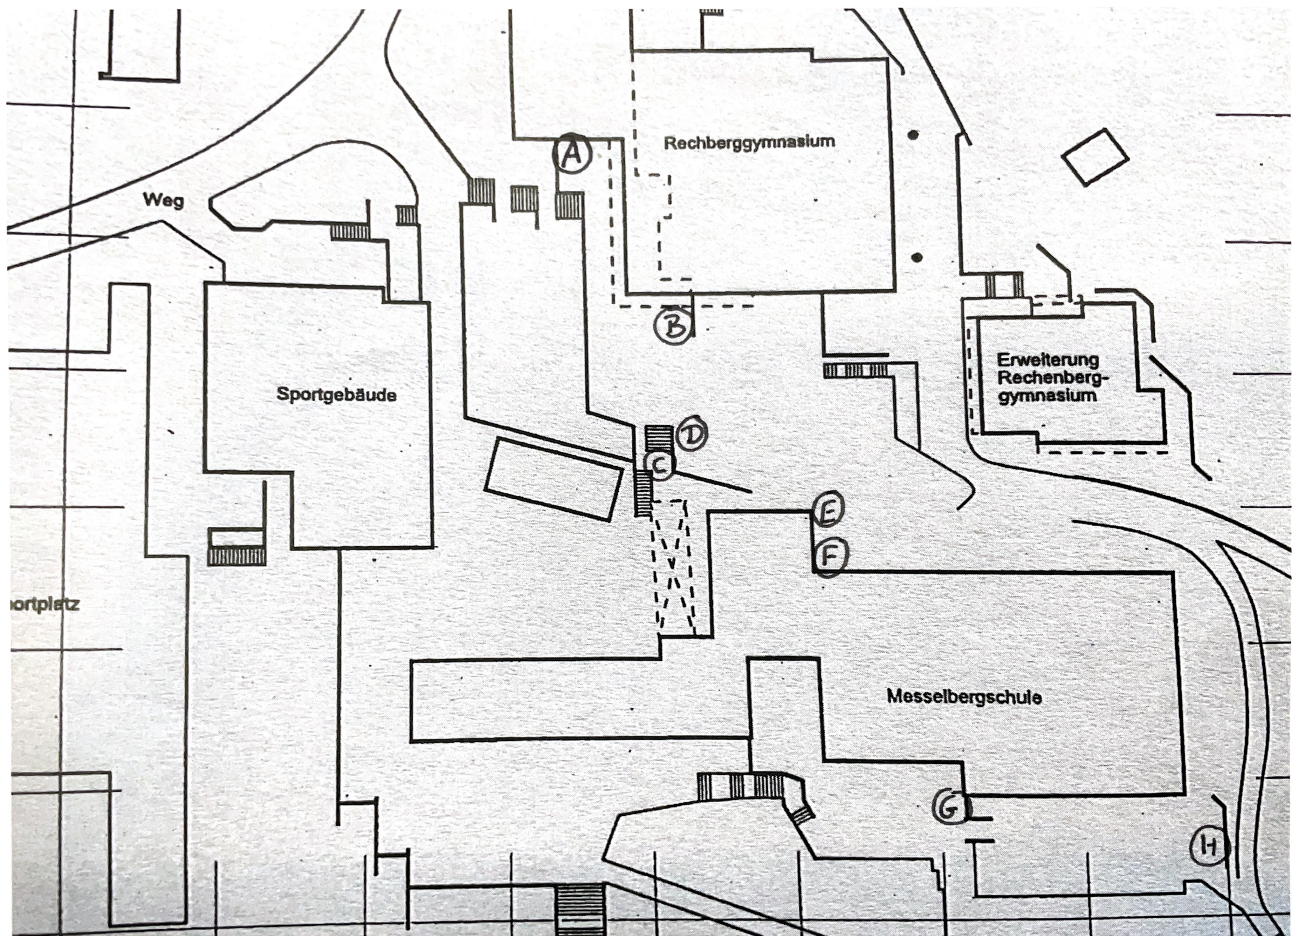 A
Rechberggymnasium
Weg
B
Erweiterung
Rechenberg-
gymnasium
Sportgebäude
D
C
E
F
ortplatz
Messelbergschule
G
H